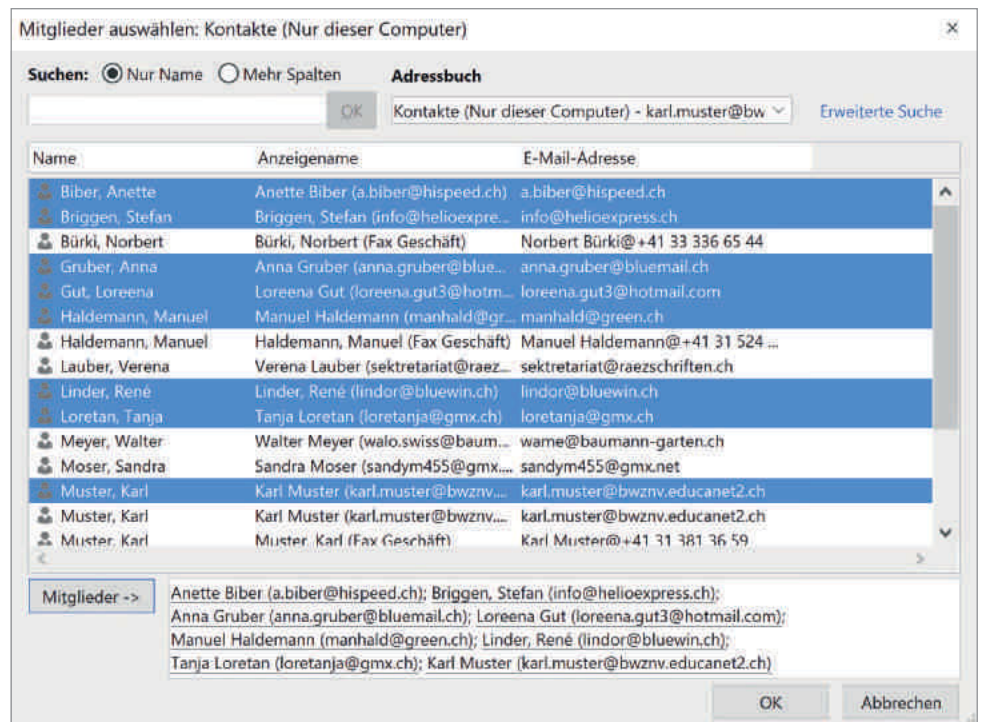 Mitglieder auswählen: Kontakte (Nur dieser Computer)
Suchen: Nur Name Mehr Spalten Adressbuch
OK Kontakte (Nur dieser Computer) - karl.muster@bw Erweiterte Suche
Name Anzeigename E-Mail-Adresse
Biber, Anette Anette Biber (a.biber@hispeed.ch) a.biber@hispeed.ch
Briggen, Stefan Briggen, Stefan (info@helioexpre... info@helioexpress.ch
Bürki, Norbert Bürki, Norbert (Fax Geschäft) Norbert Bürki@+41 33 336 65 44
Gruber, Anna Anna Gruber (anna.gruber@blue... anna.gruber@bluemail.ch
Gut, Loreena Loreena Gut (loreena.gut3@hotm... loreena.gut3@hotmail.com
Haldemann, Manuel Manuel Haldemann (manhald@gr... manhald@green.ch
Haldemann, Manuel Haldemann, Manuel (Fax Geschäft) Manuel Haldemann@+41 31 524 ...
Lauber, Verena Verena Lauber (sektretariat@raez... sektretariat@raezschriften.ch
Linder, René Linder, René (lindor@bluewin.ch) lindor@bluewin.ch
Loretan, Tanja Tanja Loretan (loretanja@gmx.ch) loretanja@gmx.ch
Meyer, Walter Walter Meyer (walo.swiss@baum... wame@baumann-garten.ch
Moser, Sandra Sandra Moser (sandym455@gmx.... sandym455@gmx.net
Muster, Karl Karl Muster (karl.muster@bwznv.... karl.muster@bwznv.educanet2.ch
Muster, Karl Karl Muster (karl.muster@bwznv.... karl.muster@bwznv.educanet2.ch
Muster, Karl Muster, Karl (Fax Geschäft) Karl Muster@+41 31 381 36 59
Mitglieder -> Anette Biber (a.biber@hispeed.ch); Briggen, Stefan (info@helioexpress.ch);
Anna Gruber (anna.gruber@bluemail.ch); Loreena Gut (loreena.gut3@hotmail.com);
Manuel Haldemann (manhald@green.ch); Linder, René (lindor@bluewin.ch);
Tanja Loretan (loretanja@gmx.ch); Karl Muster (karl.muster@bwznv.educanet2.ch)
OK Abbrechen